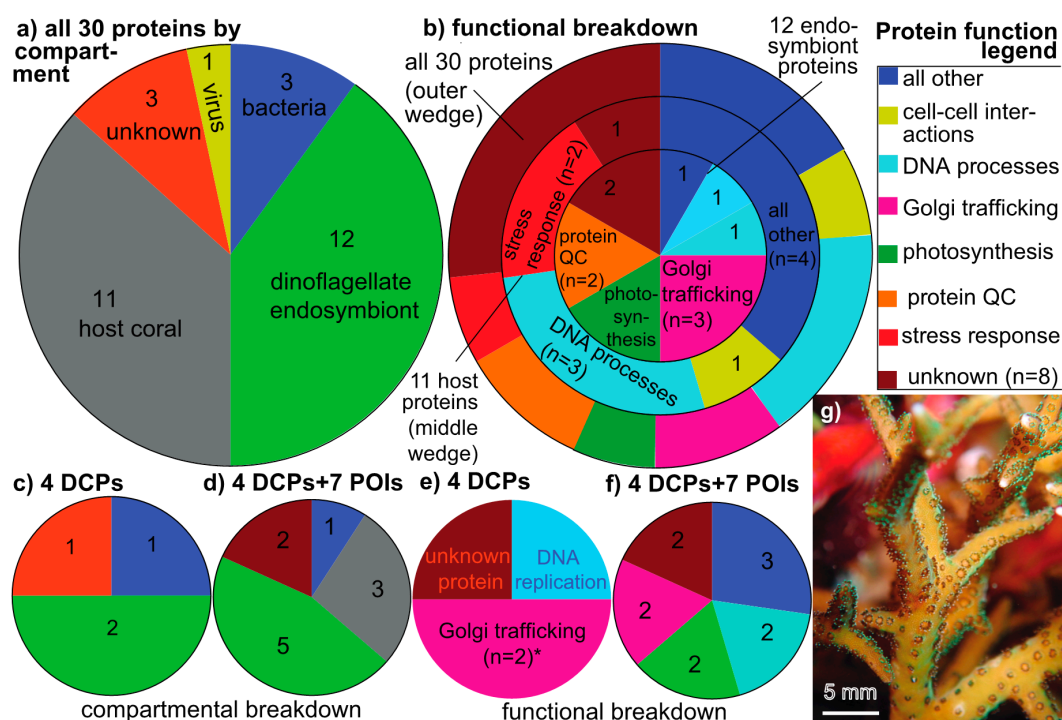 a) all 30 proteins by
compart-
ment
1
virus
3
bacteria
3
unknown
12
dinoflagellate
endosymbiont
11
host coral
b) functional breakdown
all 30 proteins
(outer
wedge)
12 endo-
symbiont
proteins
1
stress
response (n=2)
2
1
1
1
all
other
(n=4)
protein
QC
(n=2)
Golgi
trafficking
(n=3)
photo-
syn-
thesis
1
DNA processes
(n=3)
11 host
proteins
(middle
wedge)
Protein function
legend
all other
cell-cell inter-
actions
DNA processes
Golgi trafficking
photosynthesis
protein QC
stress response
unknown (n=8)
c) 4 DCPs
1
1
2
d) 4 DCPs+7 POIs
2
1
3
5
compartmental breakdown
e) 4 DCPs
unknown
protein
DNA
replication
Golgi trafficking
(n=2)*
f) 4 DCPs+7 POIs
2
3
2
2
2
functional breakdown
g)
5 mm